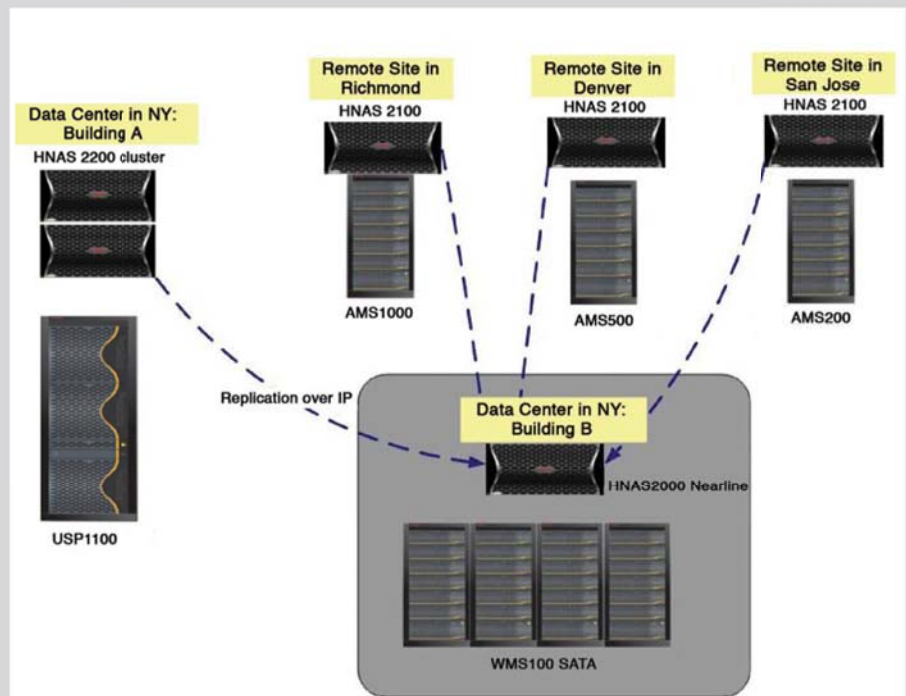 Data Center in NY:
Building A
HNAS 2200 cluster
USP1100
Remote Site in
Richmond
HNAS 2100
AMS1000
Remote Site in
Denver
HNAS 2100
AMS500
Remote Site in
San Jose
HNAS 2100
AMS200
Replication over IP
Data Center in NY:
Building B
HNAS2000 Nearline
WMS100 SATA